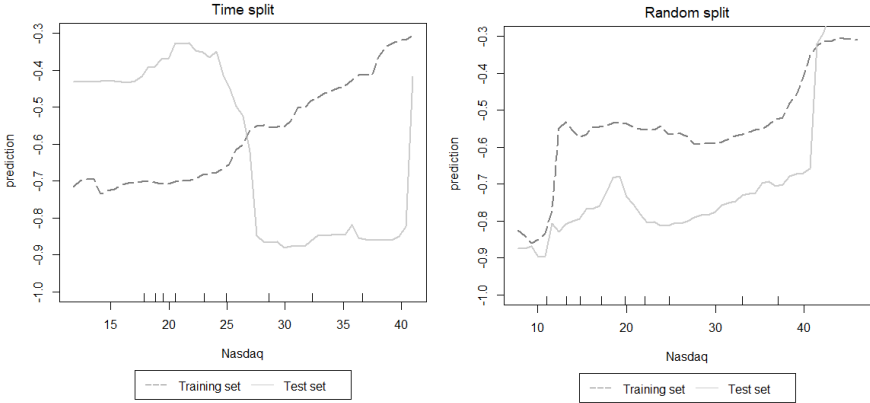 Time split
prediction
-0.3
-0.4
-0.5
-0.6
-0.7
-0.8
-0.9
-1.0
15 20 25 30 35 40
Nasdaq
Training set Test set
Random split
prediction
-0.3
-0.4
-0.5
-0.6
-0.7
-0.8
-0.9
-1.0
10 20 30 40
Nasdaq
Training set Test set